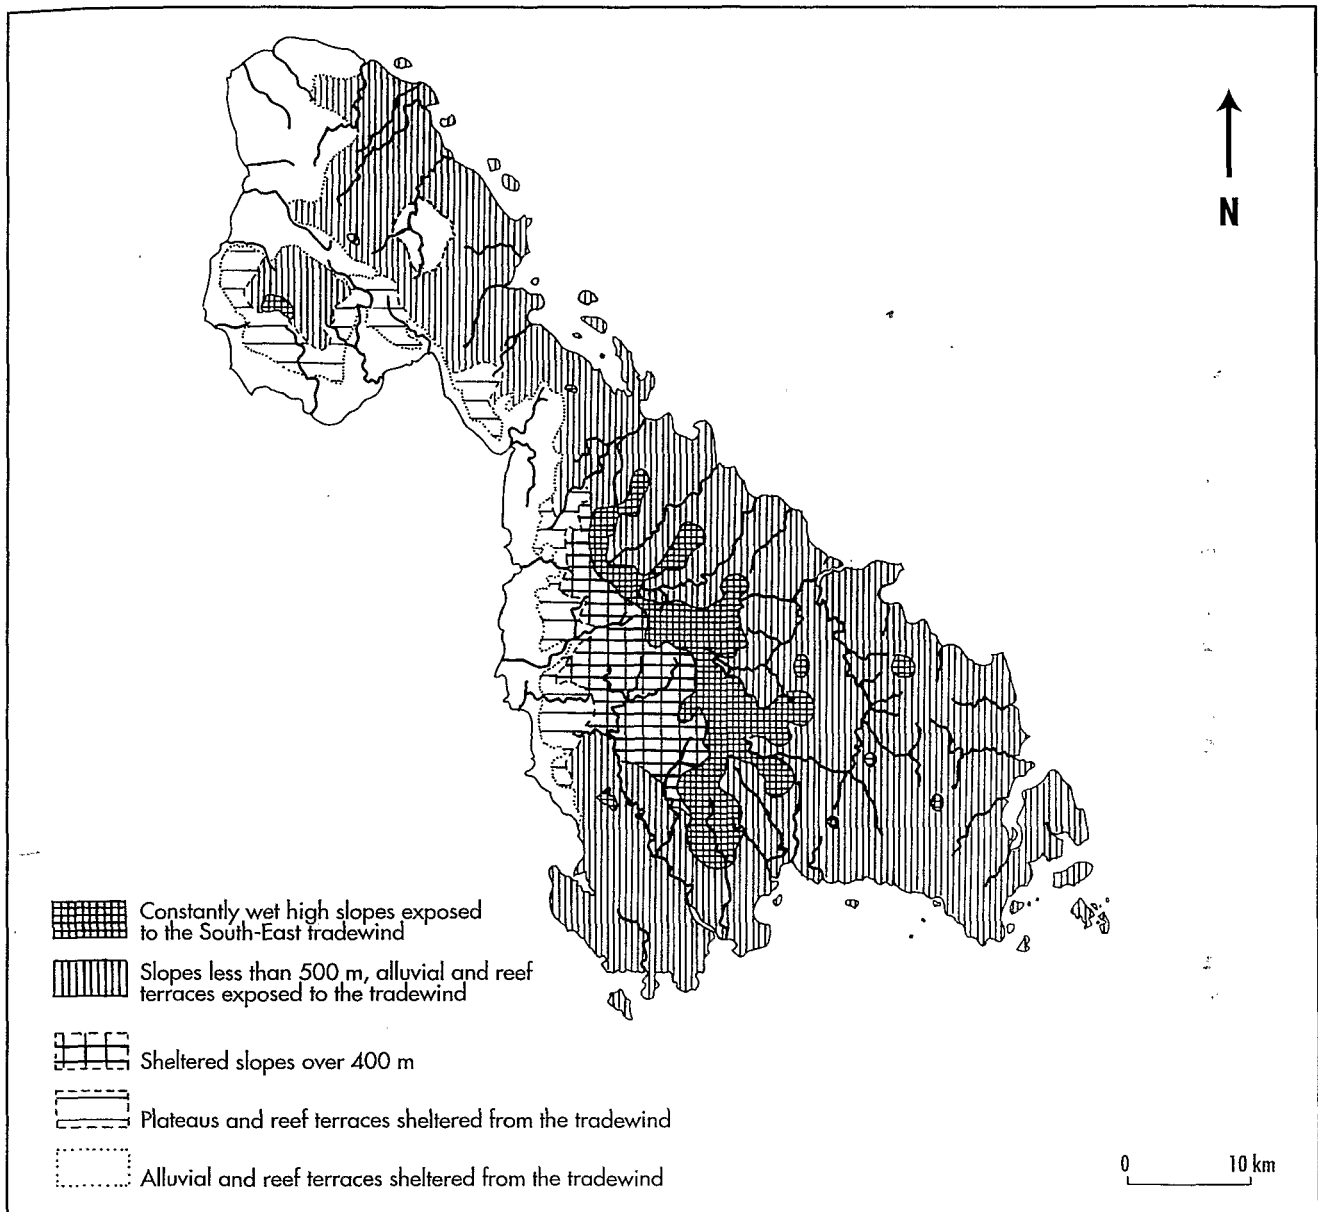 N
Constantly wet high slopes exposed
to the South-East tradewind
Slopes less than 500 m, alluvial and reef
terraces exposed to the tradewind
Sheltered slopes over 400 m
Plateaus and reef terraces sheltered from the tradewind
Alluvial and reef terraces sheltered from the tradewind
0 10 km